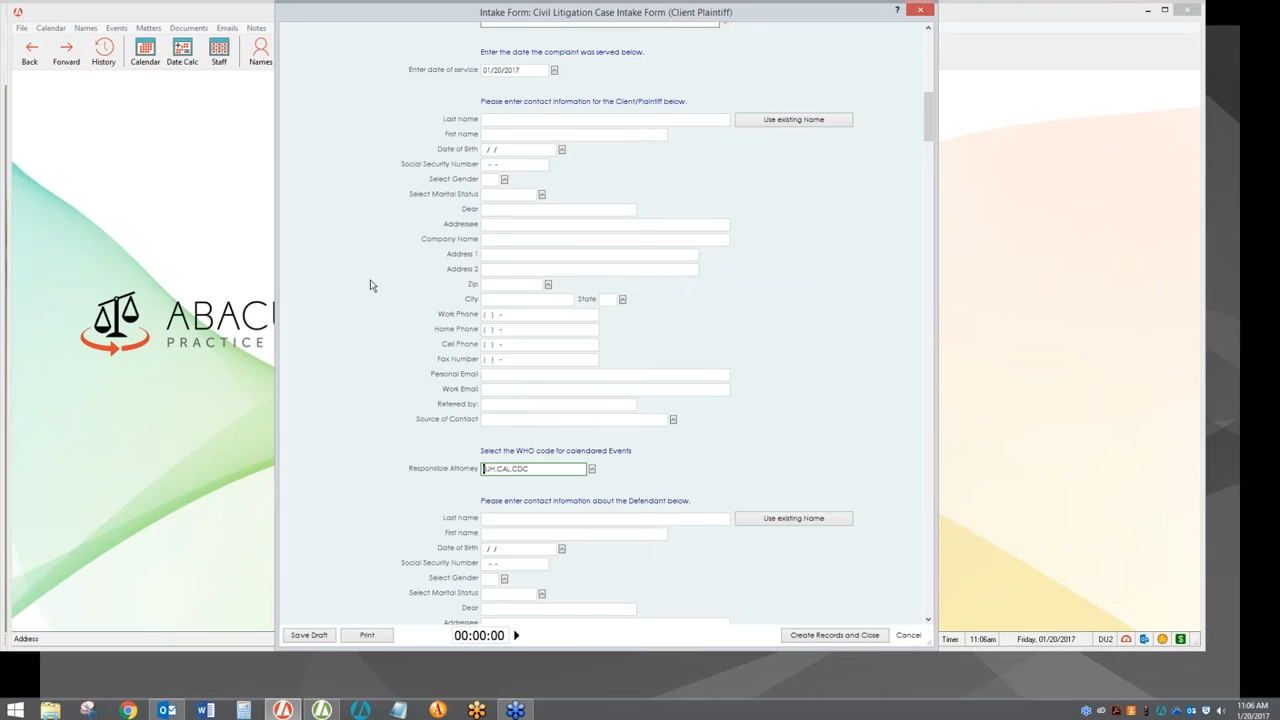 Intake Form: Civil Litigation Case Intake Form (Client Plaintiff)
?
File Calendar Names Events Matters Documents Emails Notes
Back Forward History Calendar Date Calc Staff Names
Enter the date the complaint was served below.
Enter date of service 01/20/2017
Please enter contact information for the Client/Plaintiff below.
Last name Use existing Name
First name
Date of Birth / /
Social Security Number - -
Select Gender
Select Marital Status
Dear
Addressee
Company Name
Address 1
Address 2
Zip
City State
Work Phone ( ) -
Home Phone ( ) -
Cell Phone ( ) -
Fax Number ( ) -
Personal Email
Work Email
Referred by:
Source of Contact
ABACU
PRACTICE
Select the WHO code for calendared Events
Responsible Attorney
Please enter contact information about the Defendant below.
Last name Use existing Name
First name
Date of Birth / /
Social Security Number - -
Select Gender
Select Marital Status
Dear
Addressee
Save Draft Print 00:00:00 Create Records and Close Cancel
Address Timer 11:06am Friday, 01/20/2017 DU2
11:06 AM
1/20/2017